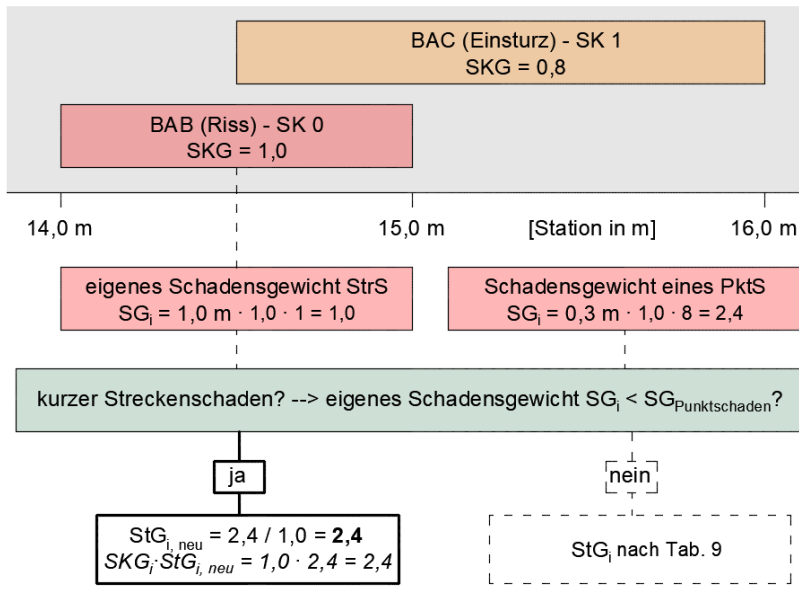 BAC (Einsturz) - SK 1
SKG = 0,8
BAB (Riss) - SK 0
SKG = 1,0
14,0 m 15,0 m [Station in m] 16,0 m
eigenes Schadensgewicht StrS
SGi = 1,0 m · 1,0 · 1 = 1,0
Schadensgewicht eines PktS
SGi = 0,3 m · 1,0 · 8 = 2,4
kurzer Streckenschaden? --> eigenes Schadensgewicht SGi < SGPunktschaden?
ja
nein
StGi, neu = 2,4 / 1,0 = 2,4
SKGi·StGi, neu = 1,0 · 2,4 = 2,4
StGi nach Tab. 9